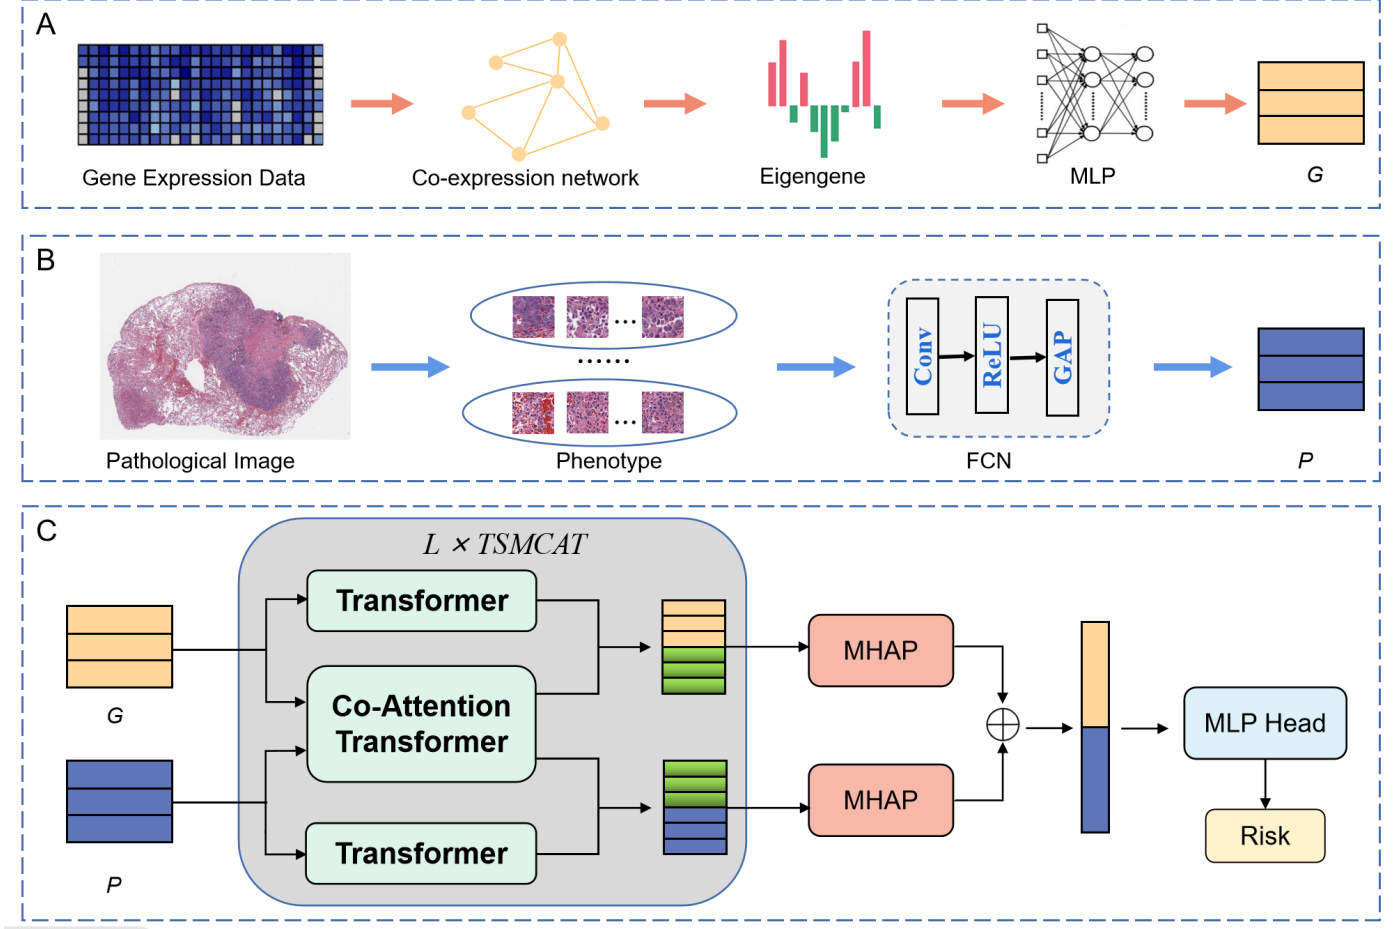 A
Gene Expression Data
Co-expression network
Eigengene
MLP
G
B
......
Conv
ReLU
GAP
Pathological Image
Phenotype
FCN
P
C
L × TSMCAT
Transformer
Co-Attention
Transformer
Transformer
G
P
MHAP
MHAP
MLP Head
Risk